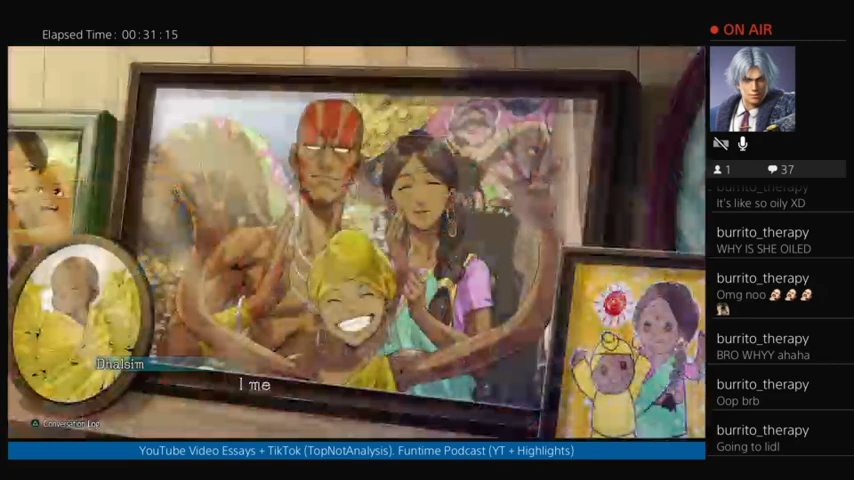 Elapsed Time: 00:31:15
ON AIR
1
37
burrito_therapy
It's like so oily XD
burrito_therapy
WHY IS SHE OILED
burrito_therapy
Omg noo
burrito_therapy
BRO WHYY ahaha
burrito_therapy
Oop brb
burrito_therapy
Going to lidl
Dhalsim
I me
Conversation Log
YouTube Video Essays + TikTok (TopNotAnalysis). Funtime Podcast (YT + Highlights)